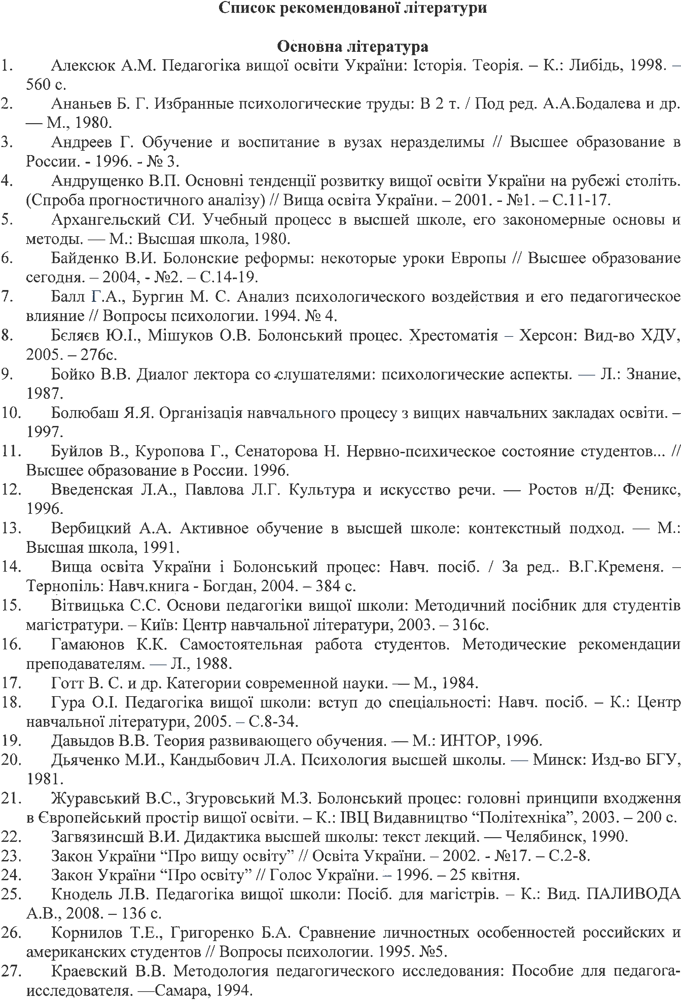 Список рекомендованої літератури
Основна література
1. Алексюк А.М. Педагогіка вищої освіти України: Історія. Теорія. – К.: Либідь, 1998. –
560 с.
2. Ананьев Б. Г. Избранные психологические труды: В 2 т. / Под ред. А.А.Бодалева и др.
— М., 1980.
3. Андреев Г. Обучение и воспитание в вузах неразделимы // Высшее образование в
России. - 1996. - № 3.
4. Андрущенко В.П. Основні тенденції розвитку вищої освіти України на рубежі століть.
(Спроба прогностичного аналізу) // Вища освіта України. – 2001. - №1. – С.11-17.
5. Архангельский СИ. Учебный процесс в высшей школе, его закономерные основы и
методы. — М.: Высшая школа, 1980.
6. Байденко В.И. Болонские реформы: некоторые уроки Европы // Высшее образование
сегодня. – 2004, - №2. – С.14-19.
7. Балл Г.А., Бургин М. С. Анализ психологического воздействия и его педагогическое
влияние // Вопросы психологии. 1994. № 4.
8. Бєляєв Ю.І., Мішуков О.В. Болонський процес. Хрестоматія – Херсон: Вид-во ХДУ,
2005. – 276с.
9. Бойко В.В. Диалог лектора со слушателями: психологические аспекты. — Л.: Знание,
1987.
10. Болюбаш Я.Я. Організація навчального процесу з вищих навчальних закладах освіти. –
1997.
11. Буйлов В., Куропова Г., Сенаторова Н. Нервно-психическое состояние студентов... //
Высшее образование в России. 1996.
12. Введенская Л.А., Павлова Л.Г. Культура и искусство речи. — Ростов н/Д: Феникс,
1996.
13. Вербицкий А.А. Активное обучение в высшей школе: контекстный подход. — М.:
Высшая школа, 1991.
14. Вища освіта України і Болонський процес: Навч. посіб. / За ред.. В.Г.Кременя. –
Тернопіль: Навч.книга - Богдан, 2004. – 384 с.
15. Вітвицька С.С. Основи педагогіки вищої школи: Методичний посібник для студентів
магістратури. – Київ: Центр навчальної літератури, 2003. – 316с.
16. Гамаюнов К.К. Самостоятельная работа студентов. Методические рекомендации
преподавателям. — Л., 1988.
17. Готт В. С. и др. Категории современной науки. — М., 1984.
18. Гура О.І. Педагогіка вищої школи: вступ до спеціальності: Навч. посіб. – К.: Центр
навчальної літератури, 2005. – С.8-34.
19. Давыдов В.В. Теория развивающего обучения. — М.: ИНТОР, 1996.
20. Дьяченко М.И., Кандыбович Л.А. Психология высшей школы. — Минск: Изд-во БГУ,
1981.
21. Журавський В.С., Згуровський М.З. Болонський процес: головні принципи входження
в Європейський простір вищої освіти. – К.: ІВЦ Видавництво “Політехніка”, 2003. – 200 с.
22. Загвязинсшй В.И. Дидактика высшей школы: текст лекций. — Челябинск, 1990.
23. Закон України “Про вищу освіту” // Освіта України. – 2002. - №17. – С.2-8.
24. Закон України “Про освіту” // Голос України. – 1996. – 25 квітня.
25. Кнодель Л.В. Педагогіка вищої школи: Посіб. для магістрів. – К.: Вид. ПАЛИВОДА
А.В., 2008. – 136 с.
26. Корнилов Т.Е., Григоренко Б.А. Сравнение личностных особенностей российских и
американских студентов // Вопросы психологии. 1995. №5.
27. Краевский В.В. Методология педагогического исследования: Пособие для педагога-
исследователя. —Самара, 1994.